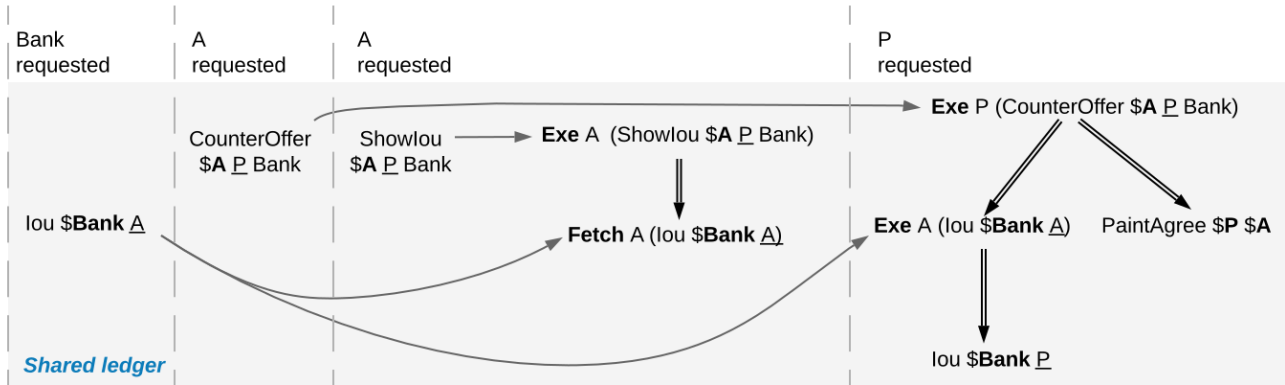 Bank
requested
A
requested
A
requested
P
requested
Exe P (CounterOffer $A P Bank)
CounterOffer
$A P Bank
ShowIou
$A P Bank
Exe A (ShowIou $A P Bank)
Iou $Bank A
Fetch A (Iou $Bank A)
Exe A (Iou $Bank A)
PaintAgree $P $A
Iou $Bank P
Shared ledger